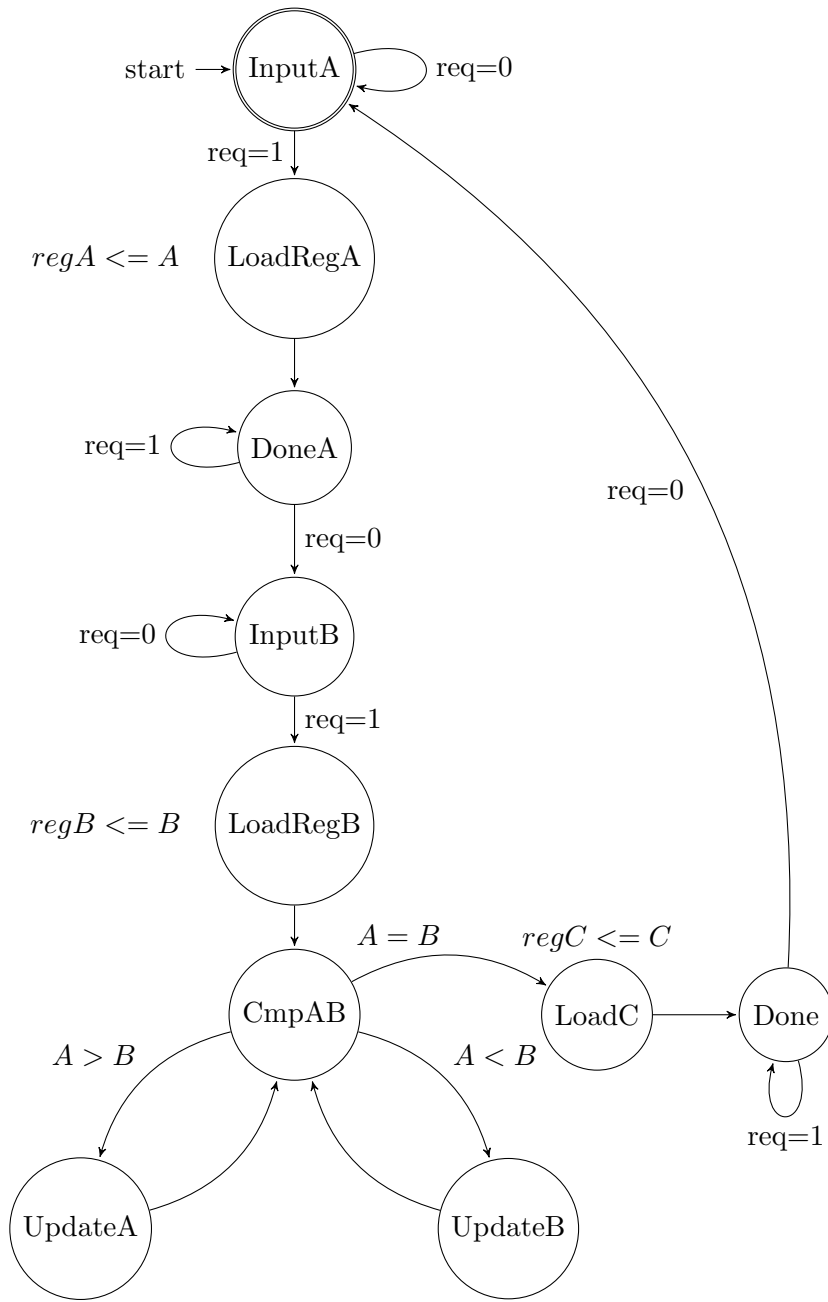 start
InputA
req=0
req=1
regA <= A
LoadRegA
req=1
DoneA
req=0
req=0
req=0
InputB
req=1
regB <= B
LoadRegB
A = B
regC <= C
CmpAB
LoadC
Done
A > B
A < B
req=1
UpdateA
UpdateB